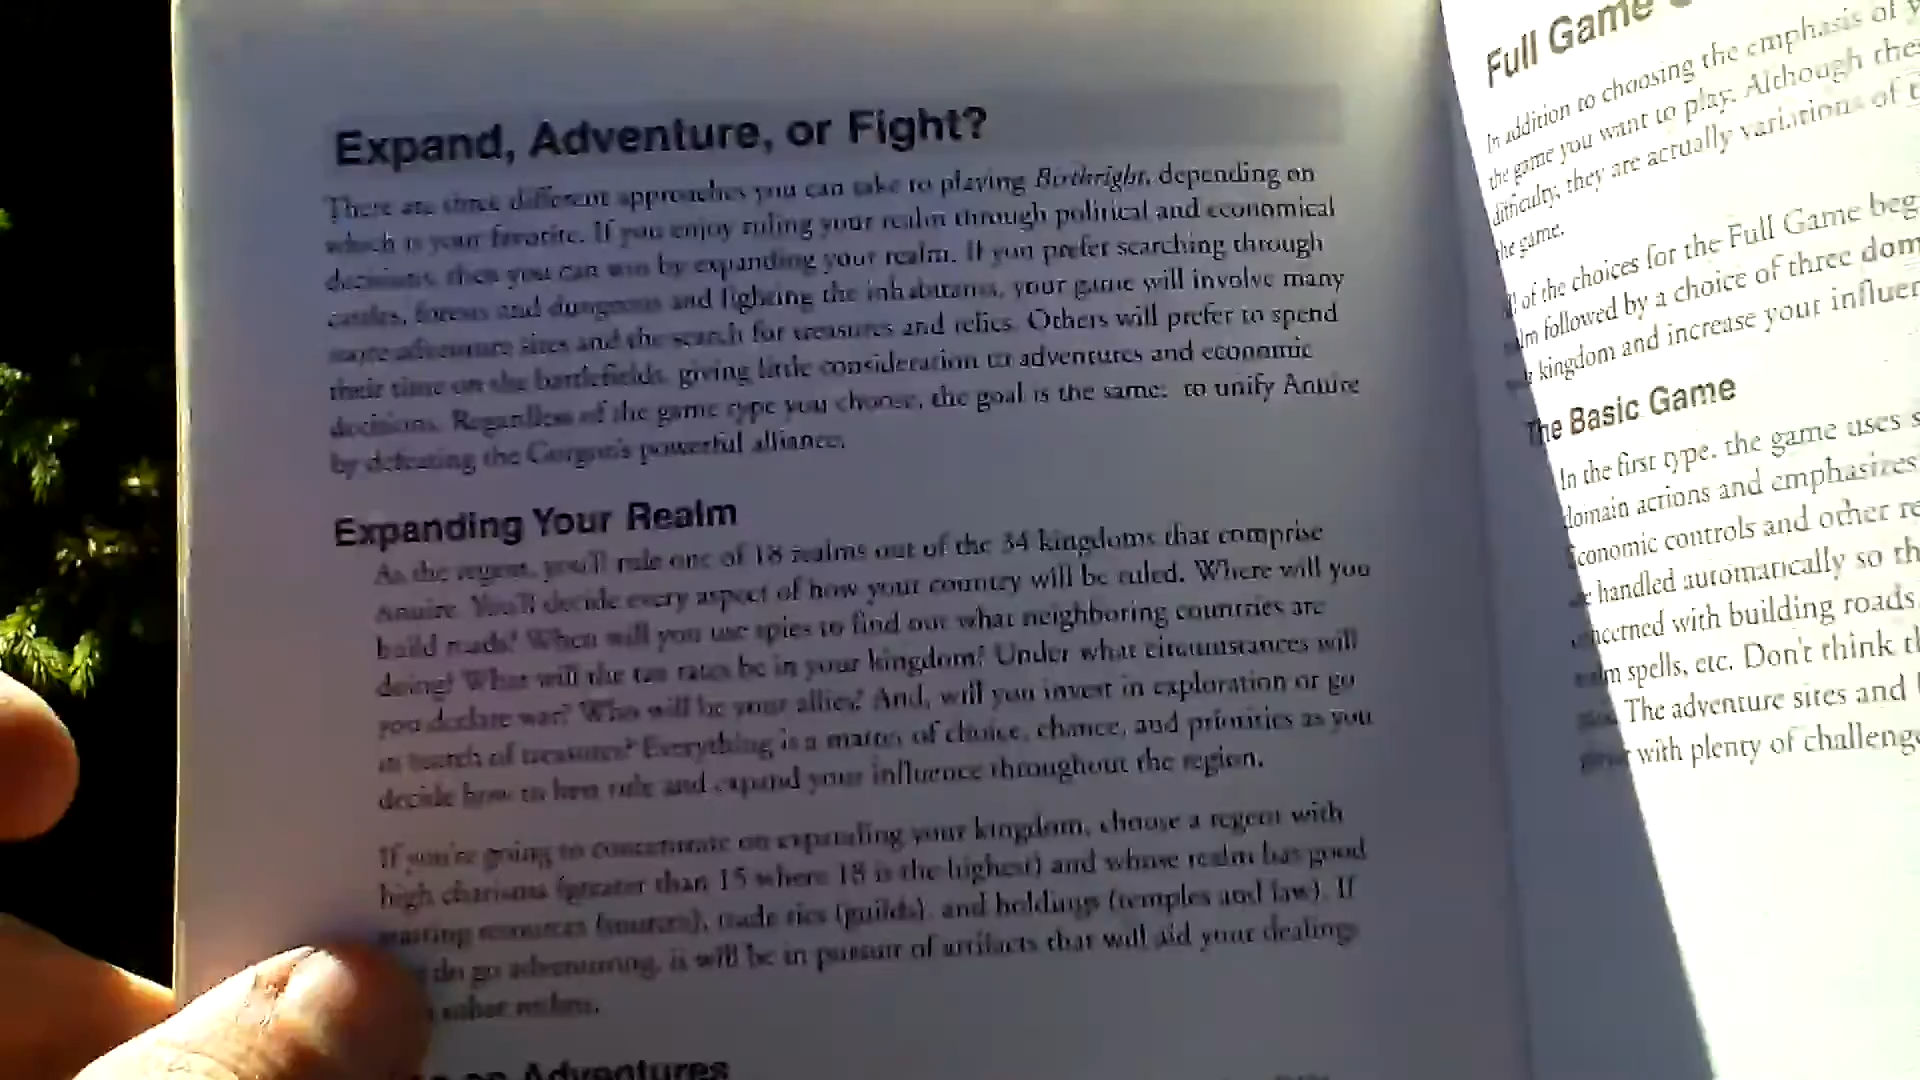 Expand, Adventure, or Fight?
There are three different approaches you can take to playing Birthright, depending on
which is your favorite. If you enjoy ruling your realm through political and economical
decisions, then you can win by expanding your realm. If you prefer searching through
castles, forests and dungeons and fighting the inhabitants, your game will involve many
more adventure sites and the search for treasures and relics. Others will prefer to spend
their time on the battlefields, giving little consideration to adventures and economic
decisions. Regardless of the game type you choose, the goal is the same: to unify Anuire
by defeating the Gorgon's powerful alliance.
Expanding Your Realm
As the regent, you'll rule one of 18 realms out of the 34 kingdoms that comprise
Anuire. You'll decide every aspect of how your country will be ruled. Where will you
build roads? When will you use spies to find out what neighboring countries are
doing? What will the tax rates be in your kingdom? Under what circumstances will
you declare war? Who will be your allies? And, will you invest in exploration or go
in search of treasures? Everything is a matter of choice, chance, and priorities as you
decide how to best rule and expand your influence throughout the region.
If you're going to concentrate on expanding your kingdom, choose a regent with
high charisma (greater than 15 where 18 is the highest) and whose realm has good
starting resources (sources), trade ties (guilds), and holdings (temples and law). If
do go adventuring, it will be in pursuit of artifacts that will aid your dealings
other realms.
on Adventures
Full Game
In addition to choosing the emphasis of
the game you want to play. Although
difficulty, they are actually variations of
the game.
of the choices for the Full Game
followed by a choice of three
kingdom and increase your
The Basic Game
In the first type, the game uses
domain actions and emphasizes
economic controls and other
handled automatically so
with building roads,
spells, etc. Don't think
The adventure sites and
with plenty of